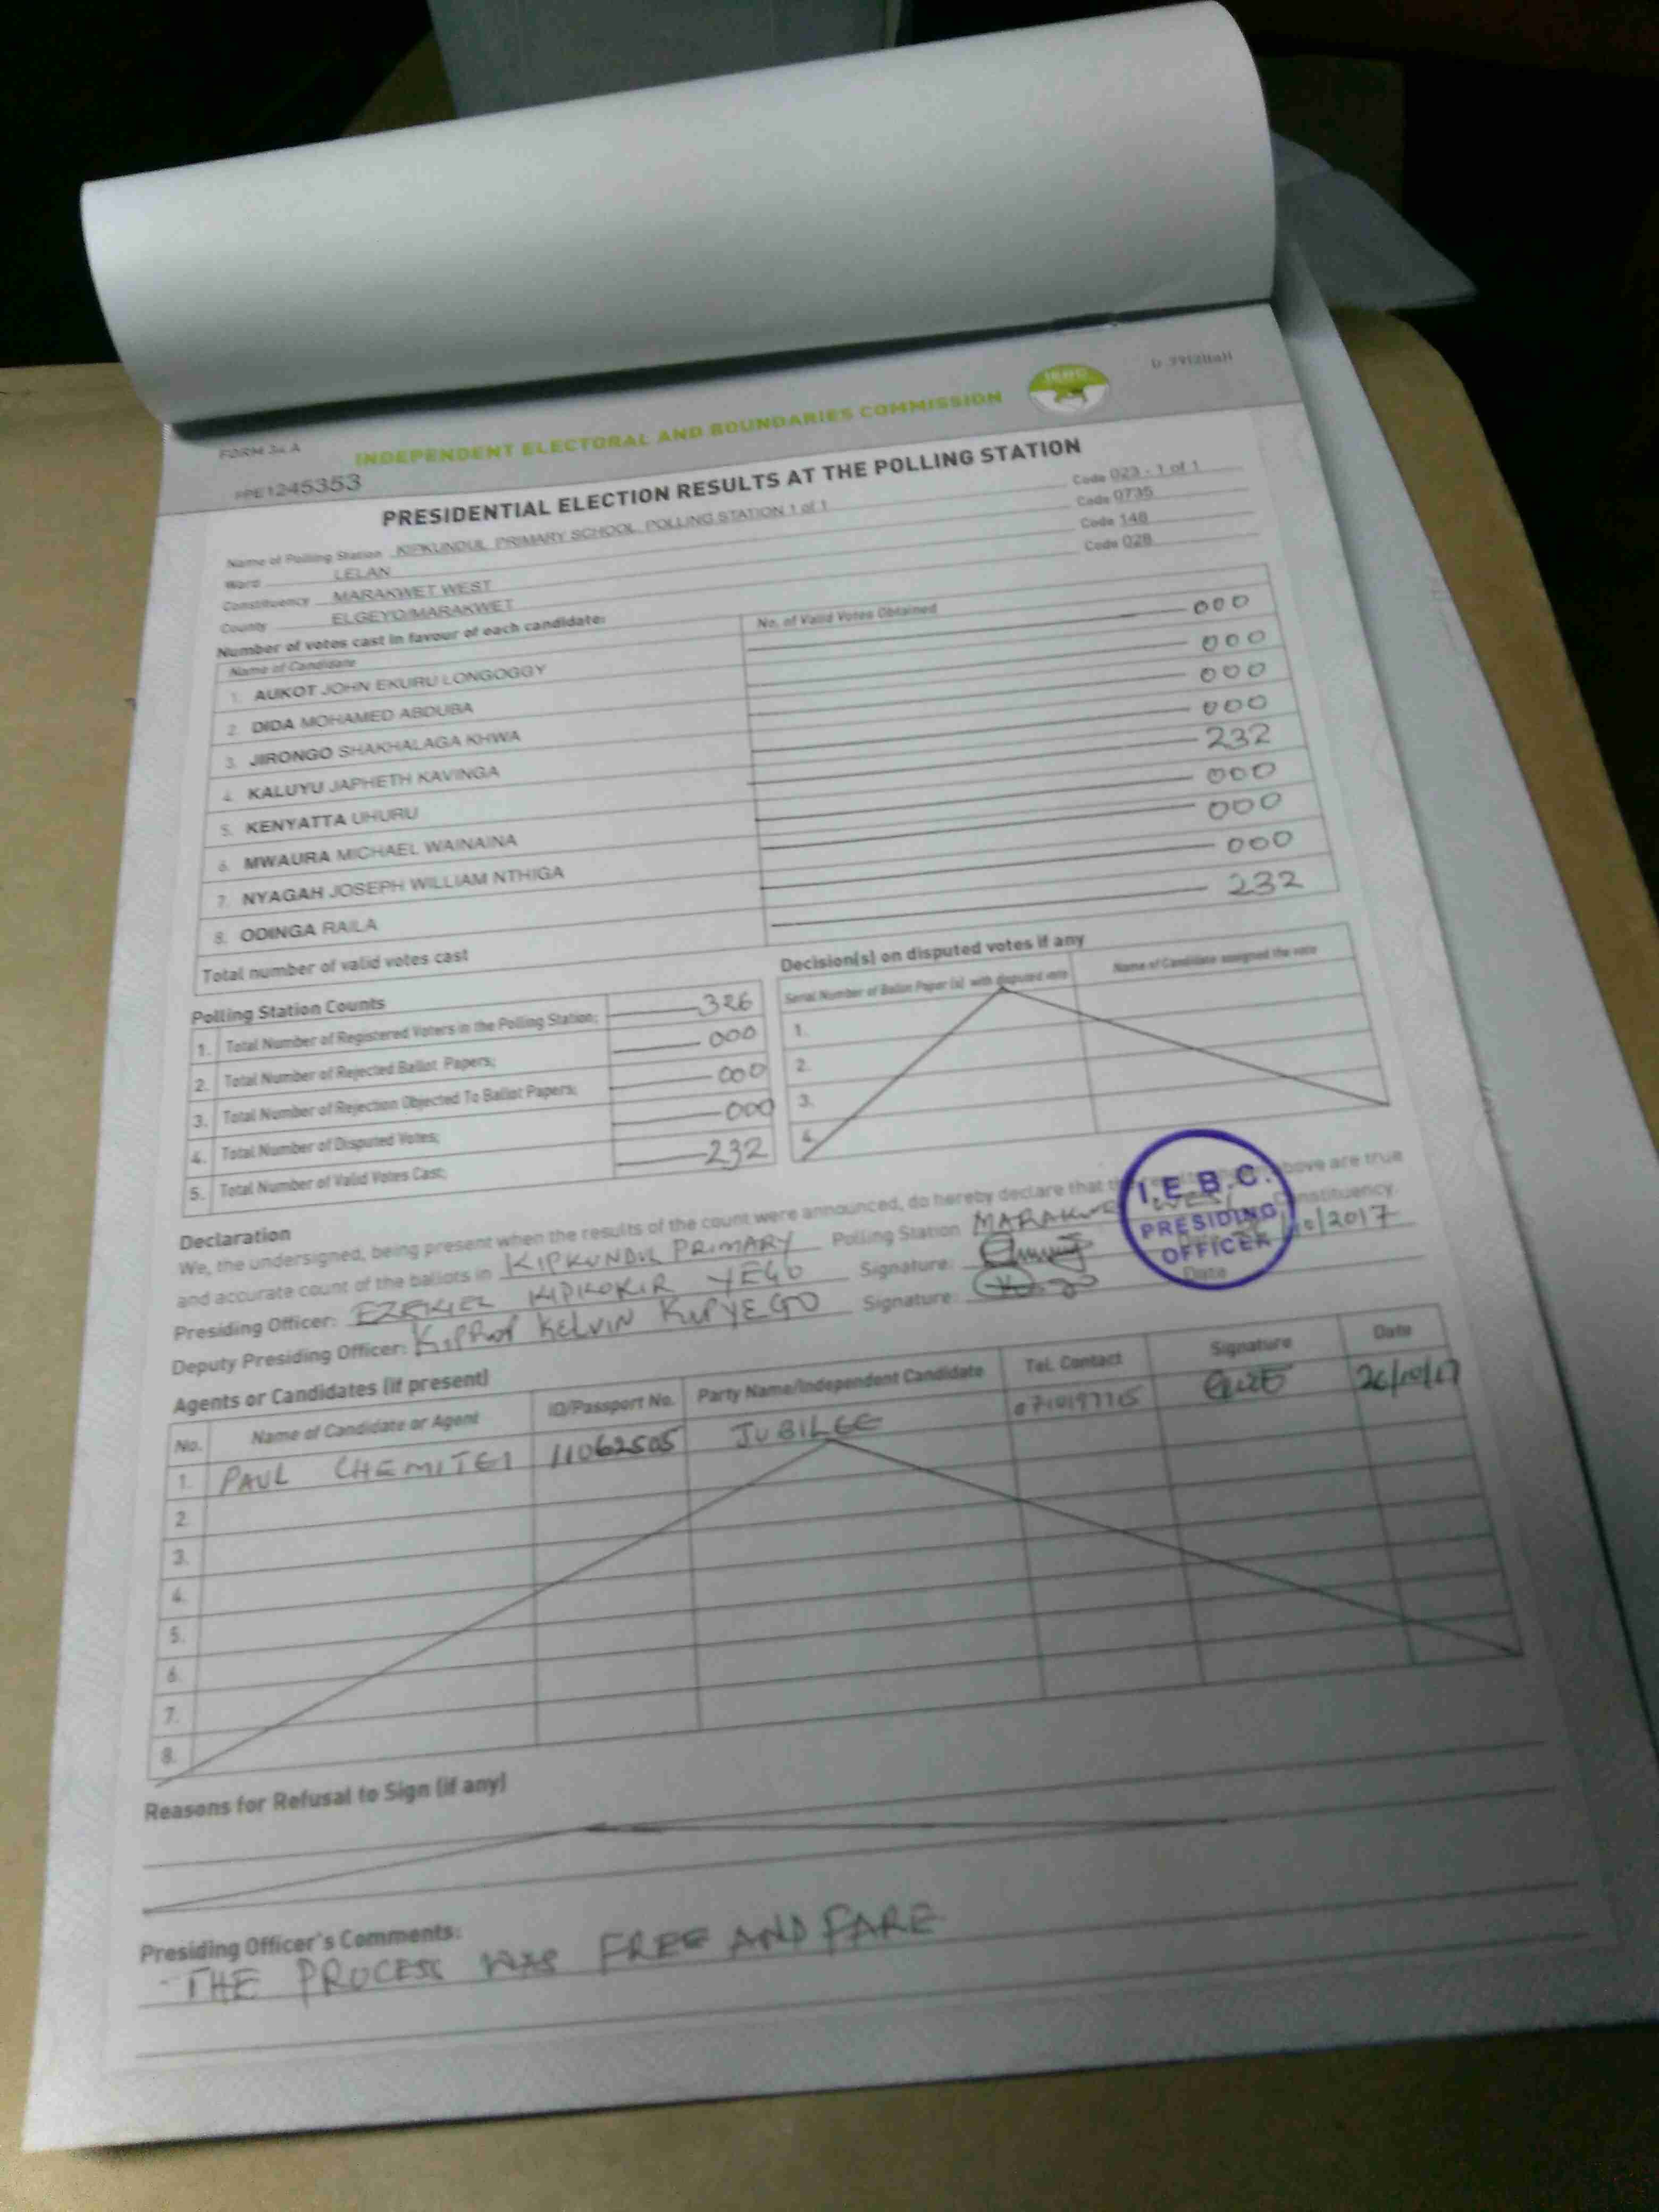 FORM 34A
INDEPENDENT ELECTORAL AND BOUNDARIES COMMISSION
IEBC
PPE1245353
PRESIDENTIAL ELECTION RESULTS AT THE POLLING STATION
Name of Polling Station KIPKUNDUL PRIMARY SCHOOL POLLING STATION 1 of 1 Code 023 - 1 of 1
Ward LELAN Code 0735
Constituency MARAKWET WEST Code 148
County ELGEYO/MARAKWET Code 028
Number of votes cast in favour of each candidate:
Name of Candidate No. of Valid Votes Obtained
1. AUKOT JOHN EKURU LONGOGGY 000
2. DIDA MOHAMED ABDUBA 000
3. JIRONGO SHAKHALAGA KHWA 000
4. KALUYU JAPHETH KAVINGA 000
5. KENYATTA UHURU 232
6. MWAURA MICHAEL WAINAINA 000
7. NYAGAH JOSEPH WILLIAM NTHIGA 000
8. ODINGA RAILA 000
Total number of valid votes cast 232
Polling Station Counts
1. Total Number of Registered Voters in the Polling Station; 326
2. Total Number of Rejected Ballot Papers; 000
3. Total Number of Rejection Objected To Ballot Papers; 000
4. Total Number of Disputed Votes; 000
5. Total Number of Valid Votes Cast; 232
Decision(s) on disputed votes if any
Serial Number of Ballot Paper (s) with disputed vote Name of Candidate assigned the vote
1.
2.
3.
4.
Declaration
We, the undersigned, being present when the results of the count were announced, do hereby declare that the above are true
and accurate count of the ballots in KIPKUNDUL PRIMARY Polling Station MARAKWET WEST Constituency.
Presiding Officer: EZEKIEL KIPKOKIR YEGO Signature: /10/2017
Deputy Presiding Officer: KIPROP KELVIN KIPYEGO Signature: Date
I.E.B.C.
PRESIDING
OFFICER
Agents or Candidates (if present)
No. Name of Candidate or Agent ID/Passport No. Party Name/Independent Candidate Tel. Contact Signature Date
1. PAUL CHEMITEI 11062505 JUBILEE 0710197715 26/10/17
2.
3.
4.
5.
6.
7.
8.
Reasons for Refusal to Sign (if any)
Presiding Officer's Comments:
THE PROCESS WAS FREE AND FARE